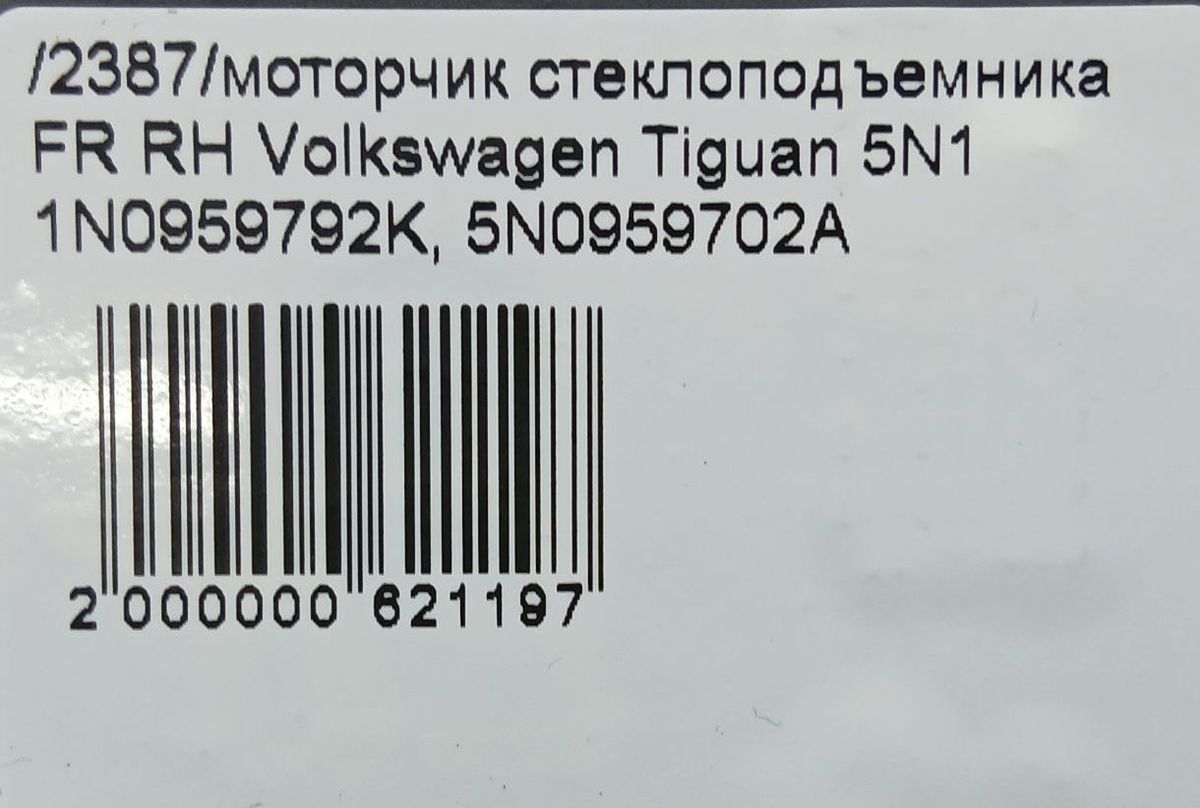 /2387/моторчик стеклоподъемника
FR RH Volkswagen Tiguan 5N1
1N0959792K, 5N0959702A
2 000000 621197